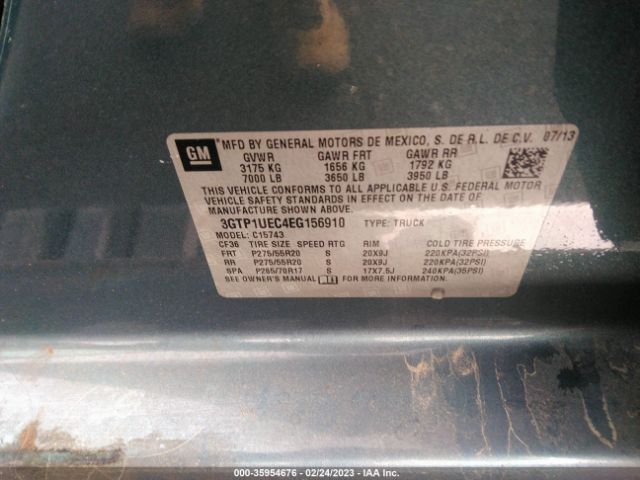 GM MFD BY GENERAL MOTORS DE MEXICO, S. DE R.L. DE C.V. 07/13
GVWR GAWR FRT GAWR RR
3175 KG 1656 KG 1792 KG
7000 LB 3650 LB 3950 LB
THIS VEHICLE CONFORMS TO ALL APPLICABLE U.S. FEDERAL MOTOR
VEHICLE SAFETY, BUMPER, AND THEFT PREVENTION
STANDARDS IN EFFECT ON THE DATE OF MANUFACTURE SHOWN ABOVE.
3GTP1UEC4EG156910 TYPE: TRUCK
MODEL: C15743
CF36 TIRE SIZE SPEED RTG RIM COLD TIRE PRESSURE
FRT P275/55R20 S 20X9J 220KPA(32PSI)
RR P275/55R20 S 20X9J 220KPA(32PSI)
SPA P265/70R17 S 17X7.5J 240KPA(35PSI)
SEE OWNER'S MANUAL FOR MORE INFORMATION.
000-35954676 - 02/24/2023 - IAA Inc.